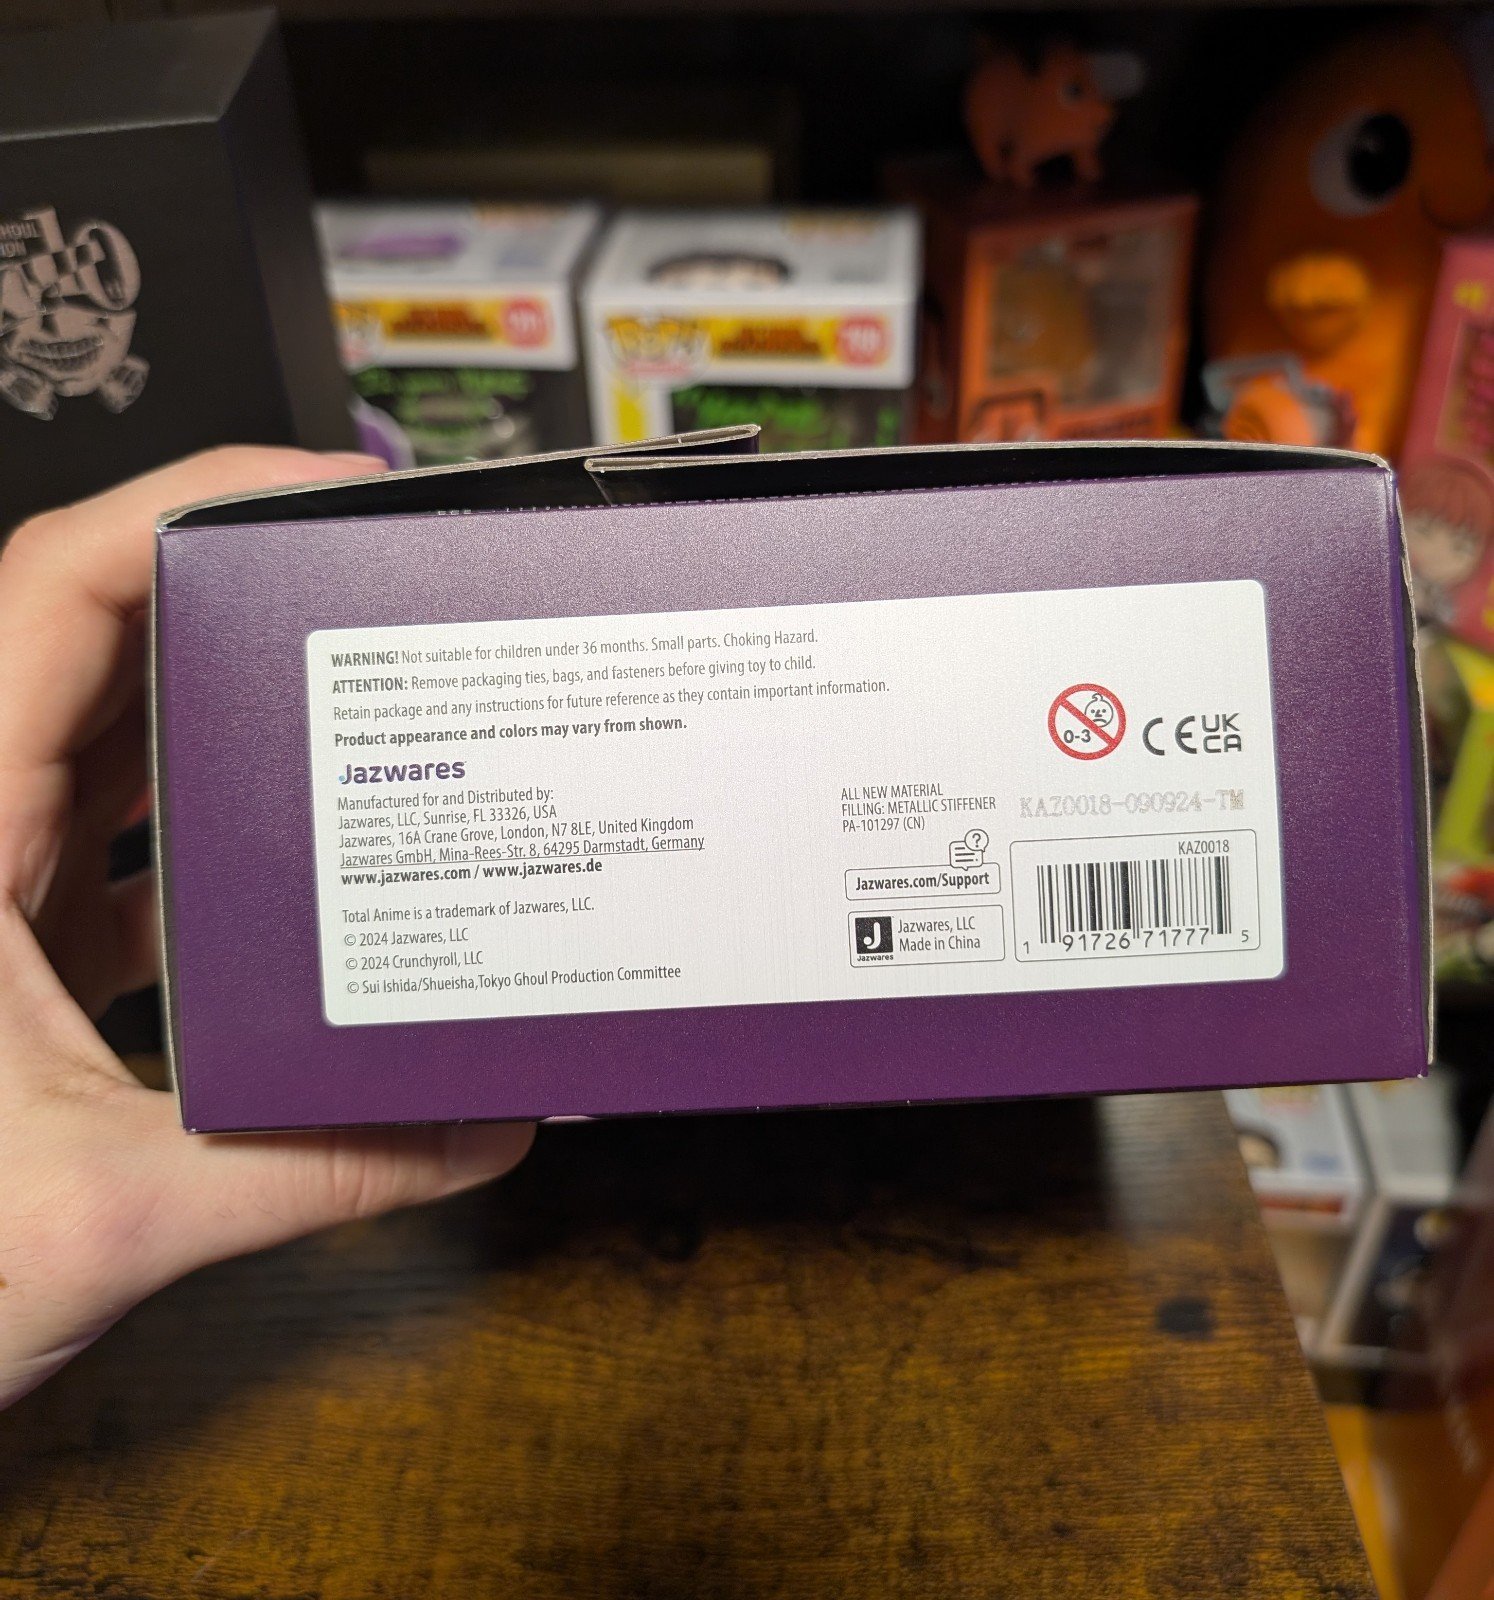 WARNING! Not suitable for children under 36 months. Small parts. Choking Hazard.
ATTENTION: Remove packaging ties, bags, and fasteners before giving toy to child.
Retain package and any instructions for future reference as they contain important information.
Product appearance and colors may vary from shown.
Jazwares
Manufactured for and Distributed by:
Jazwares, LLC, Sunrise, FL 33326, USA
Jazwares, 16A Crane Grove, London, N7 8LE, United Kingdom
Jazwares GmbH, Mina-Rees-Str. 8, 64295 Darmstadt, Germany
www.jazwares.com / www.jazwares.de
Total Anime is a trademark of Jazwares, LLC.
© 2024 Jazwares, LLC
© 2024 Crunchyroll, LLC
© Sui Ishida/Shueisha,Tokyo Ghoul Production Committee
ALL NEW MATERIAL
FILLING: METALLIC STIFFENER
PA-101297 (CN)
?
Jazwares.com/Support
J
Jazwares
Jazwares, LLC
Made in China
0-3
CE
UK
CA
KAZ0018-090924-TM
KAZ0018
1 91726 71777 5